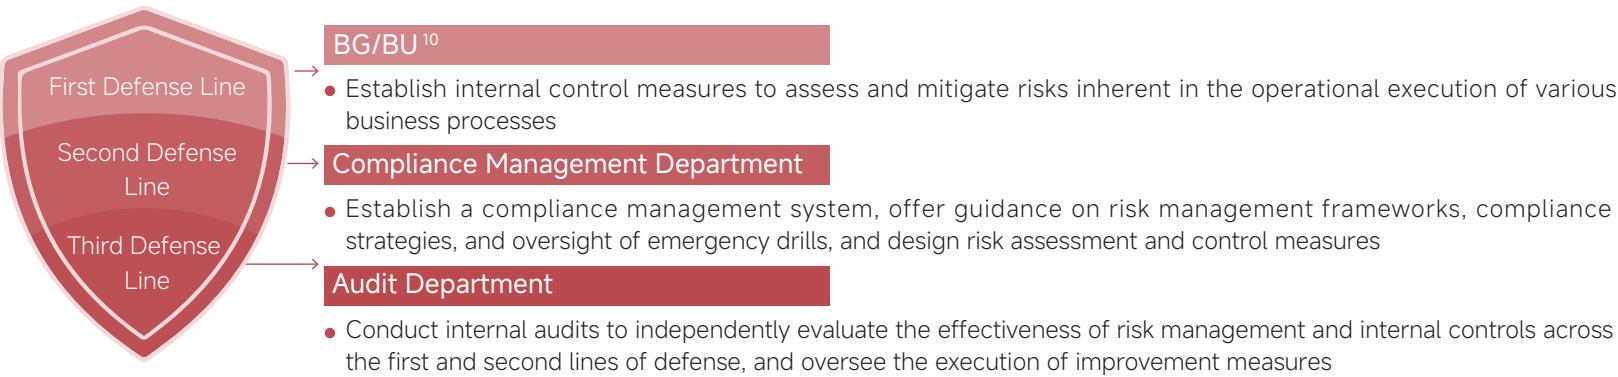 First Defense Line
Second Defense
Line
Third Defense
Line
BG/BU 10
• Establish internal control measures to assess and mitigate risks inherent in the operational execution of various
business processes
Compliance Management Department
• Establish a compliance management system, offer guidance on risk management frameworks, compliance
strategies, and oversight of emergency drills, and design risk assessment and control measures
Audit Department
• Conduct internal audits to independently evaluate the effectiveness of risk management and internal controls across
the first and second lines of defense, and oversee the execution of improvement measures